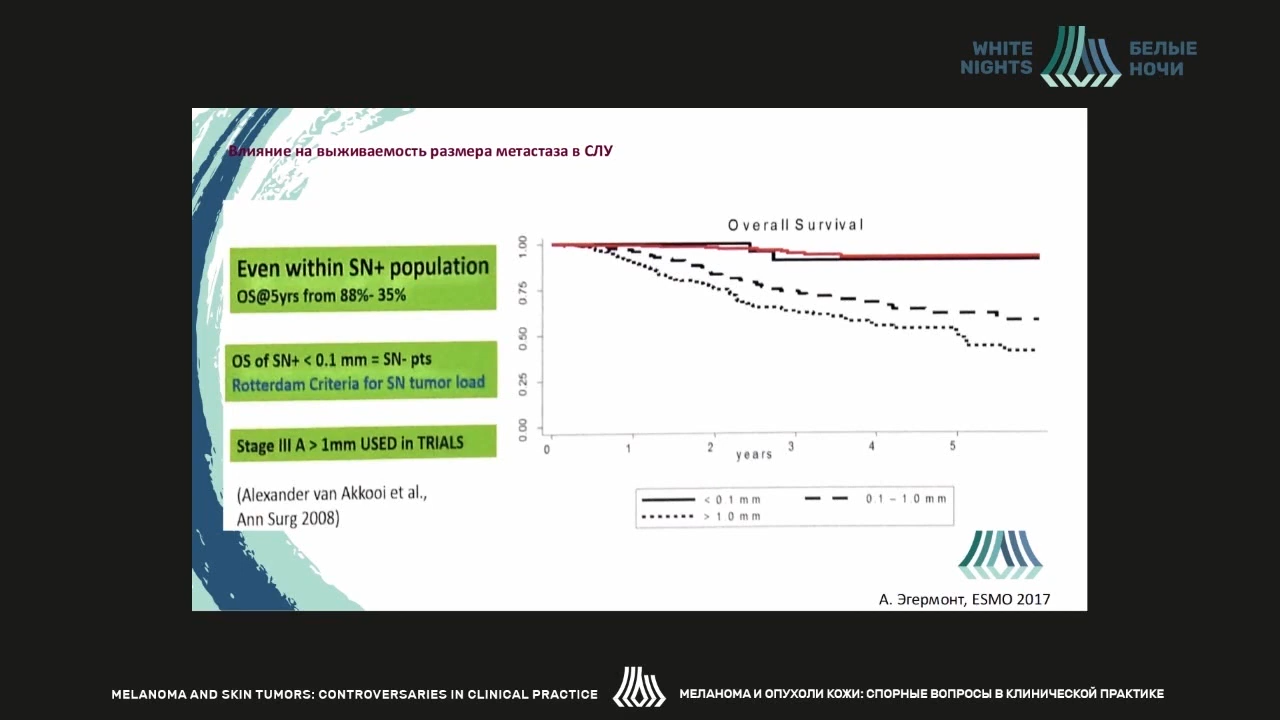 WHITE
NIGHTS
БЕЛЫЕ
НОЧИ
Влияние на выживаемость размера метастаза в СЛУ
Even within SN+ population
OS@5yrs from 88%- 35%
OS of SN+ < 0.1 mm = SN- pts
Rotterdam Criteria for SN tumor load
Stage III A > 1mm USED in TRIALS
(Alexander van Akkooi et al.,
Ann Surg 2008)
Overall Survival
1.00
0.75
0.50
0.25
0.00
0 1 2 3 4 5
years
< 0.1 mm
0.1 – 1.0 mm
> 1.0 mm
А. Эгермонт, ESMO 2017
MELANOMA AND SKIN TUMORS: CONTROVERSARIES IN CLINICAL PRACTICE
МЕЛАНОМА И ОПУХОЛИ КОЖИ: СПОРНЫЕ ВОПРОСЫ В КЛИНИЧЕСКОЙ ПРАКТИКЕ